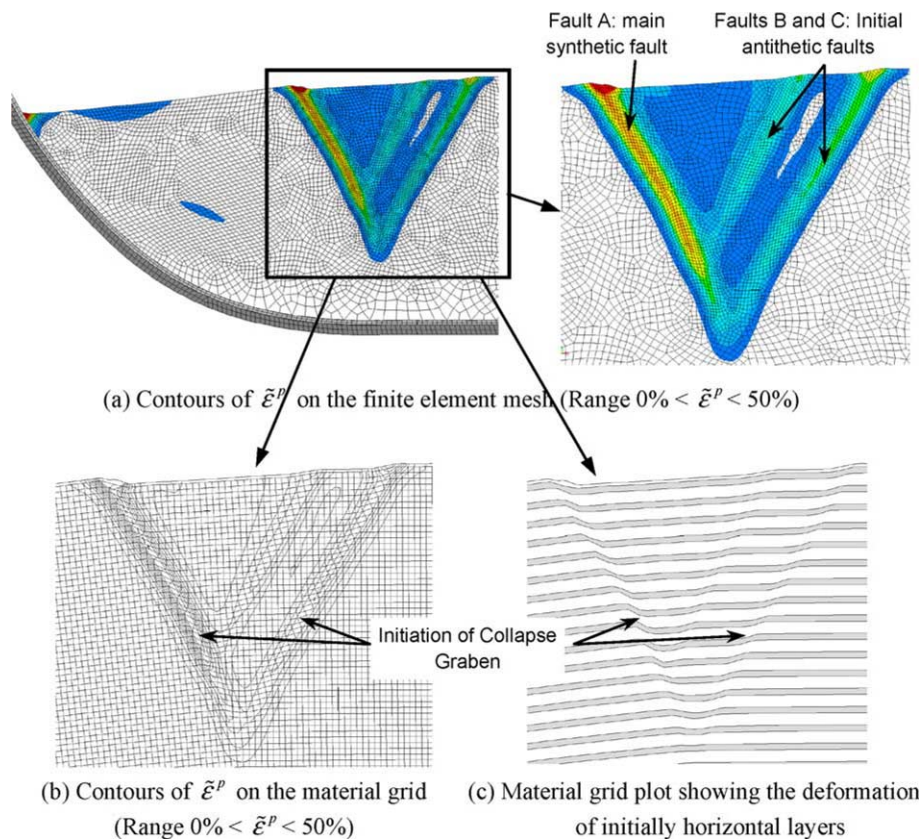 Fault A: main
synthetic fault
Faults B and C: Initial
antithetic faults
(a) Contours of ε̃ᵖ on the finite element mesh (Range 0% < ε̃ᵖ < 50%)
Initiation of Collapse
Graben
(b) Contours of ε̃ᵖ on the material grid
(Range 0% < ε̃ᵖ < 50%)
(c) Material grid plot showing the deformation
of initially horizontal layers